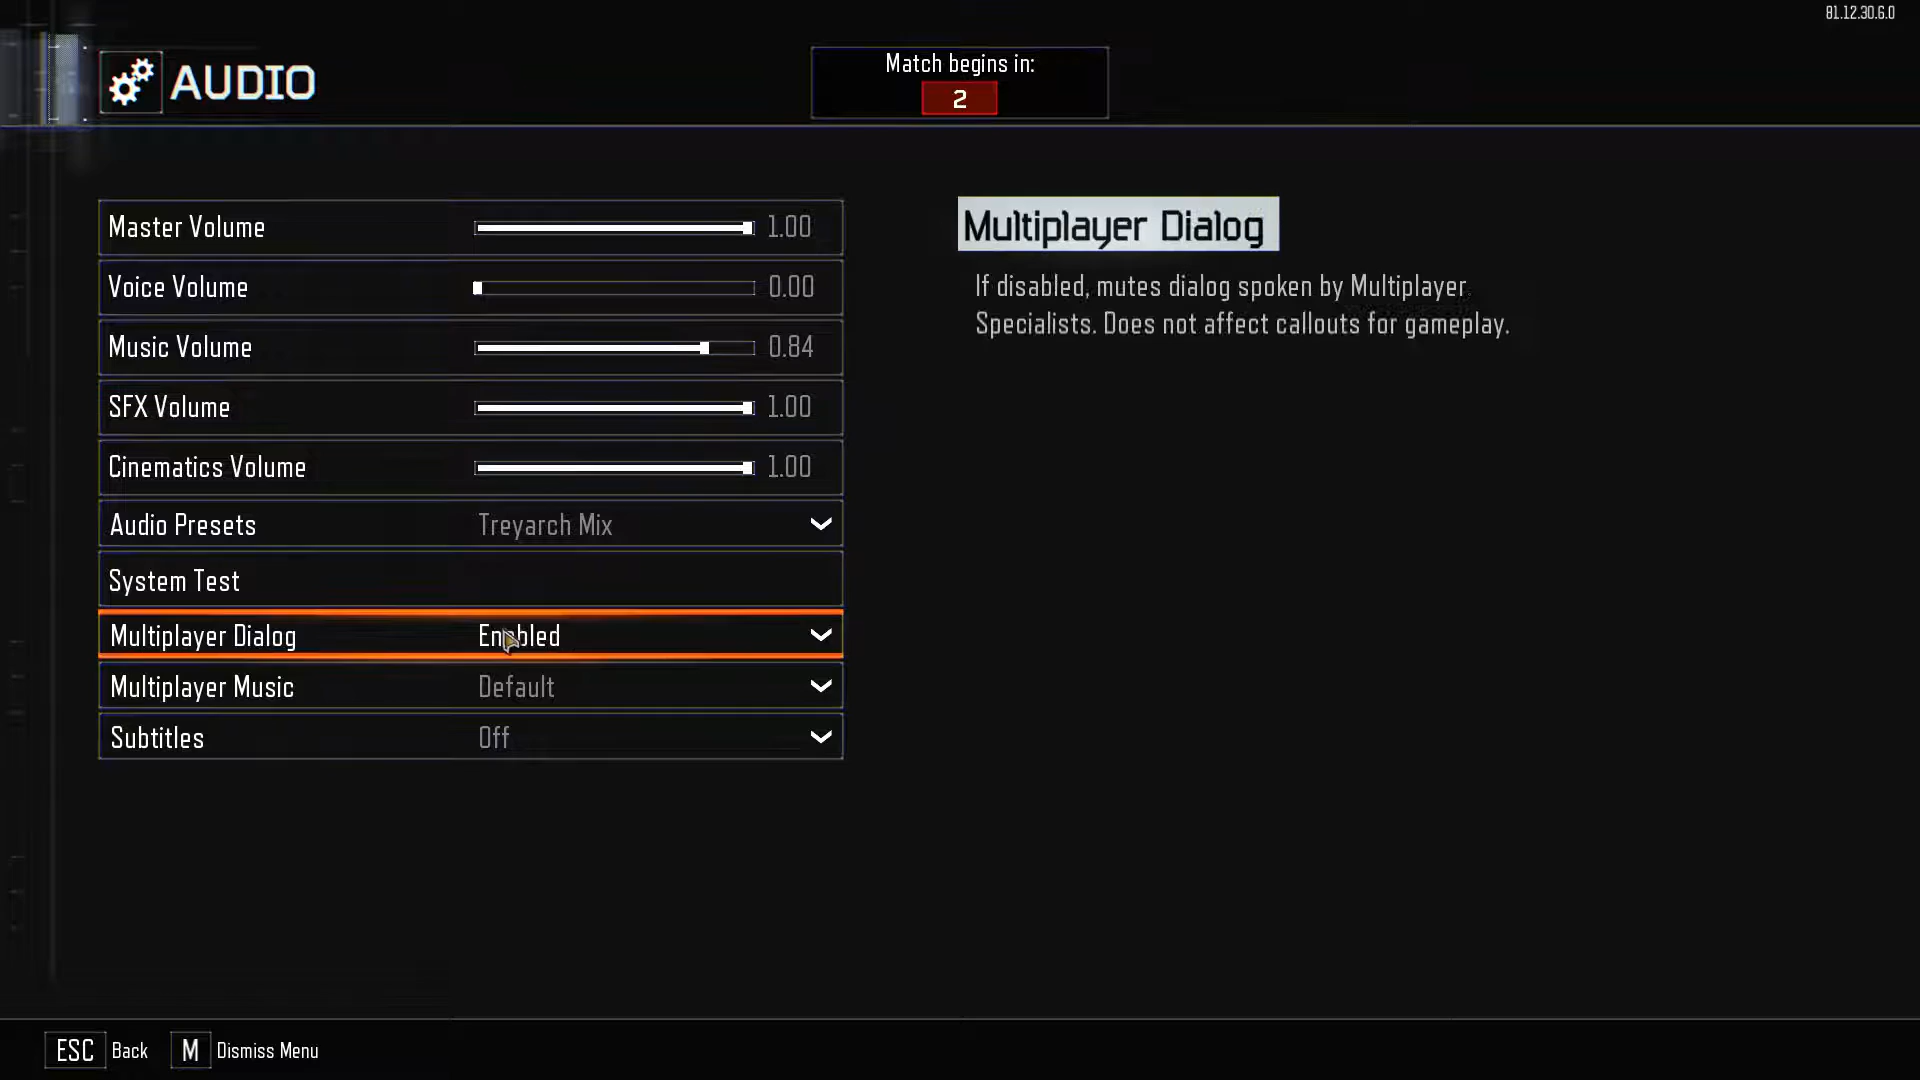 81.12.30.6.0
AUDIO
Match begins in:
2
Master Volume 1.00
Voice Volume 0.00
Music Volume 0.84
SFX Volume 1.00
Cinematics Volume 1.00
Audio Presets Treyarch Mix
System Test
Multiplayer Dialog Enabled
Multiplayer Music Default
Subtitles Off
Multiplayer Dialog
If disabled, mutes dialog spoken by Multiplayer
Specialists. Does not affect callouts for gameplay.
ESC Back M Dismiss Menu